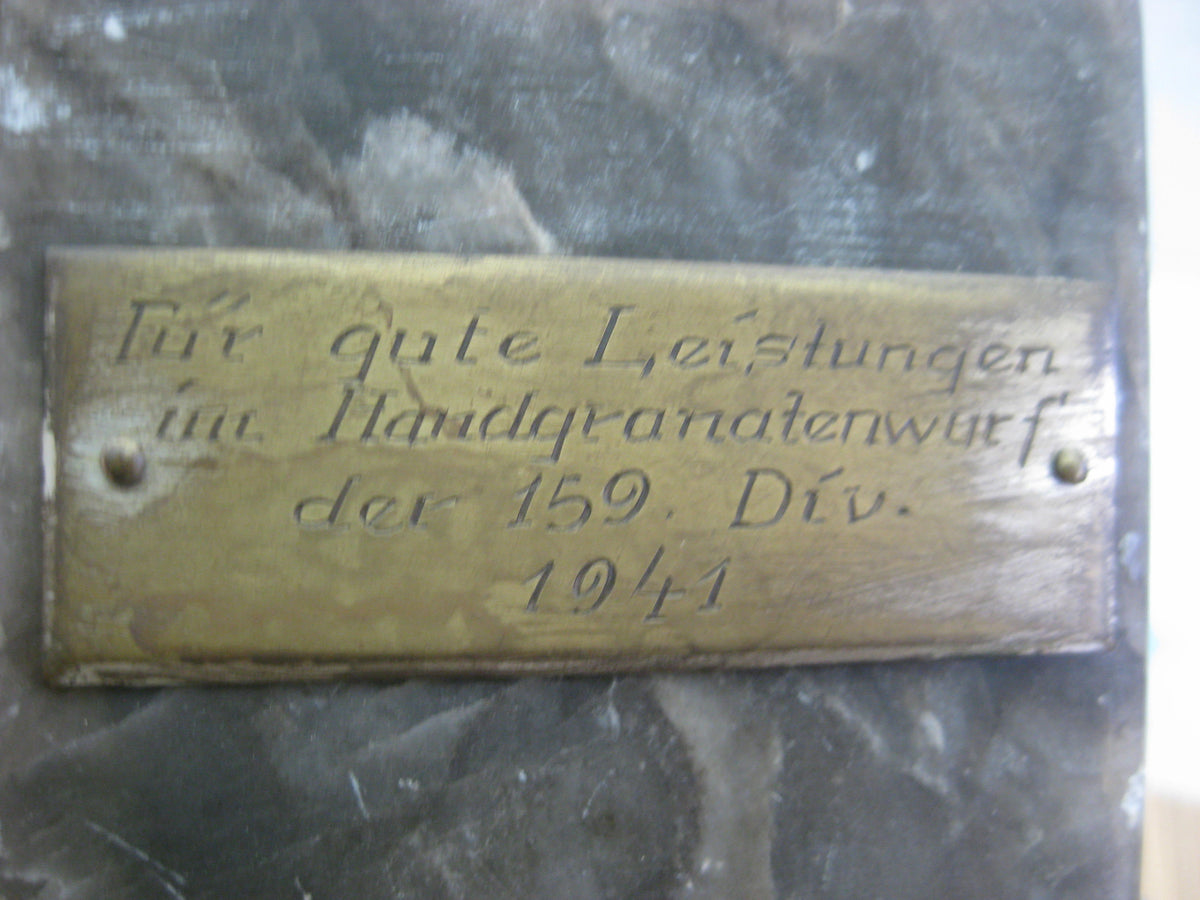 Für gute Leistungen
im Handgranatenwurf
der 159. Div.
1941